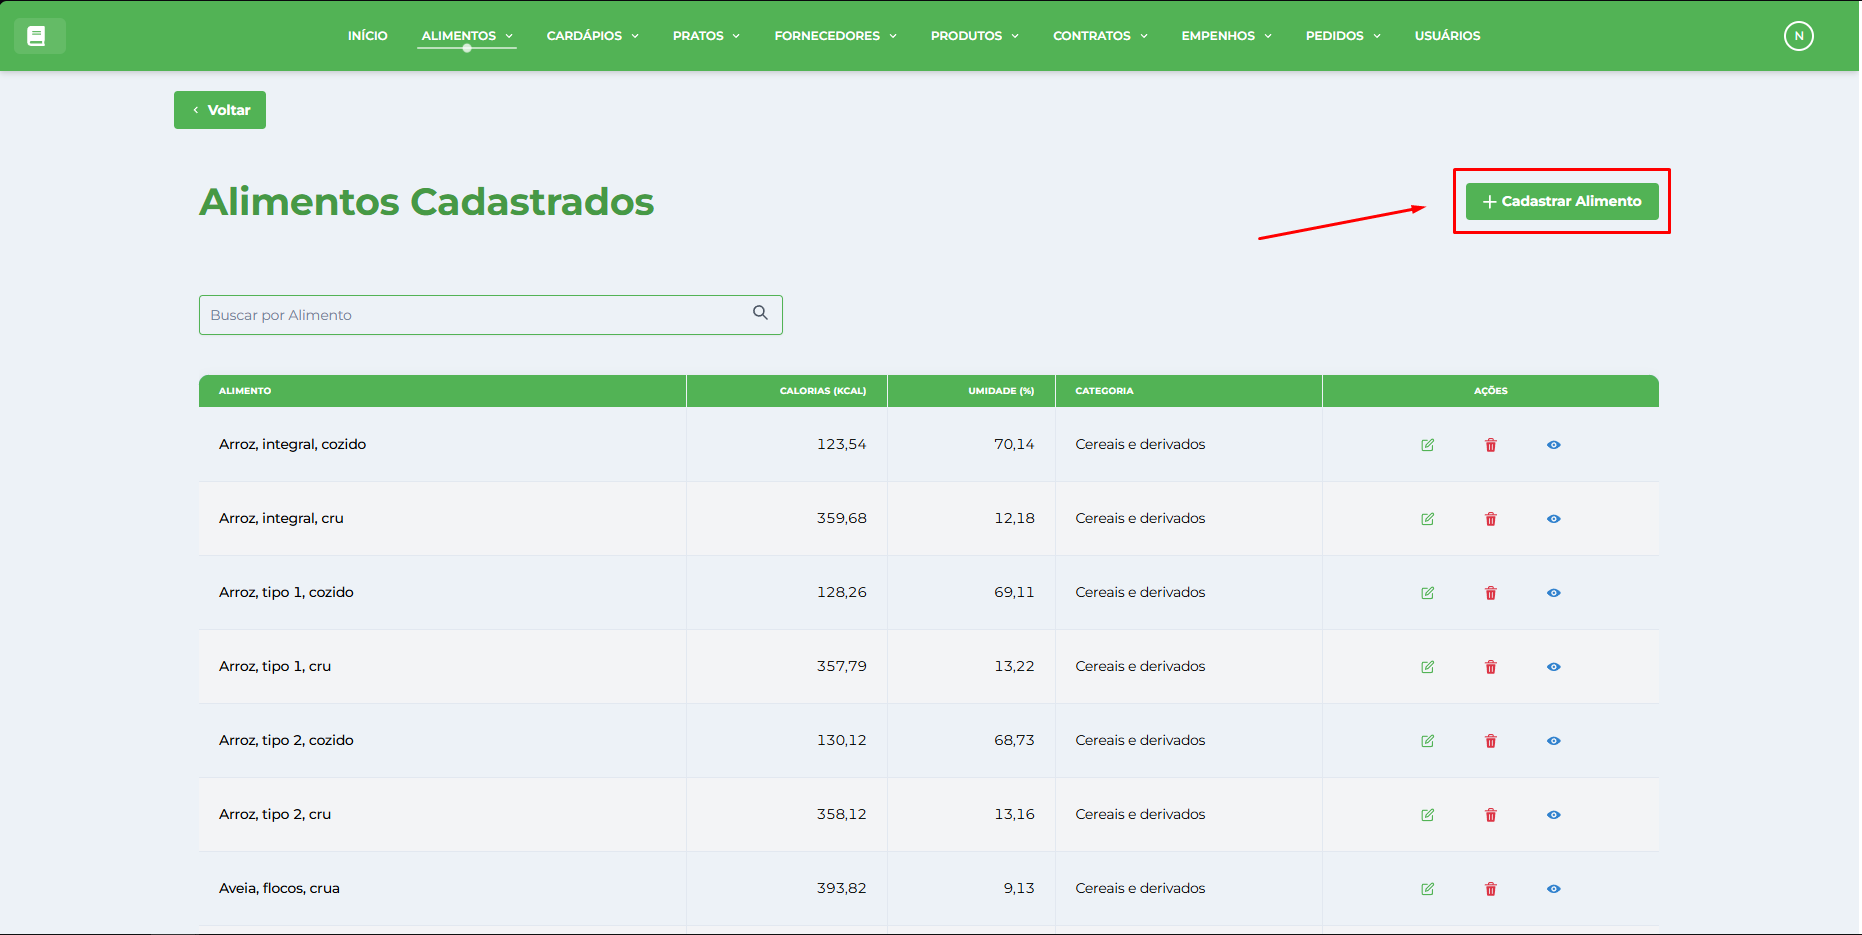 INÍCIO ALIMENTOS CARDÁPIOS PRATOS FORNECEDORES PRODUTOS CONTRATOS EMPENHOS PEDIDOS USUÁRIOS N
Voltar
Alimentos Cadastrados
Cadastrar Alimento
Buscar por Alimento
ALIMENTO CALORIAS (KCAL) UMIDADE (%) CATEGORIA AÇÕES
Arroz, integral, cozido 123,54 70,14 Cereais e derivados
Arroz, integral, cru 359,68 12,18 Cereais e derivados
Arroz, tipo 1, cozido 128,26 69,11 Cereais e derivados
Arroz, tipo 1, cru 357,79 13,22 Cereais e derivados
Arroz, tipo 2, cozido 130,12 68,73 Cereais e derivados
Arroz, tipo 2, cru 358,12 13,16 Cereais e derivados
Aveia, flocos, crua 393,82 9,13 Cereais e derivados